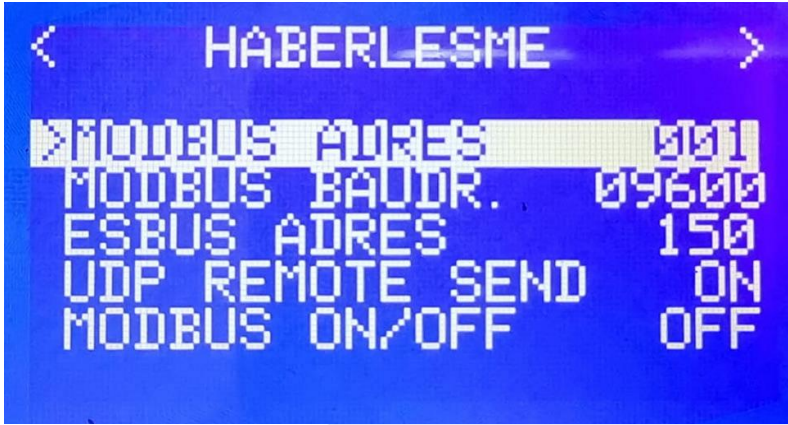 < HABERLESME >
>MODBUS ADRES 001
MODBUS BAUDR. 09600
ESBUS ADRES 150
UDP REMOTE SEND ON
MODBUS ON/OFF OFF